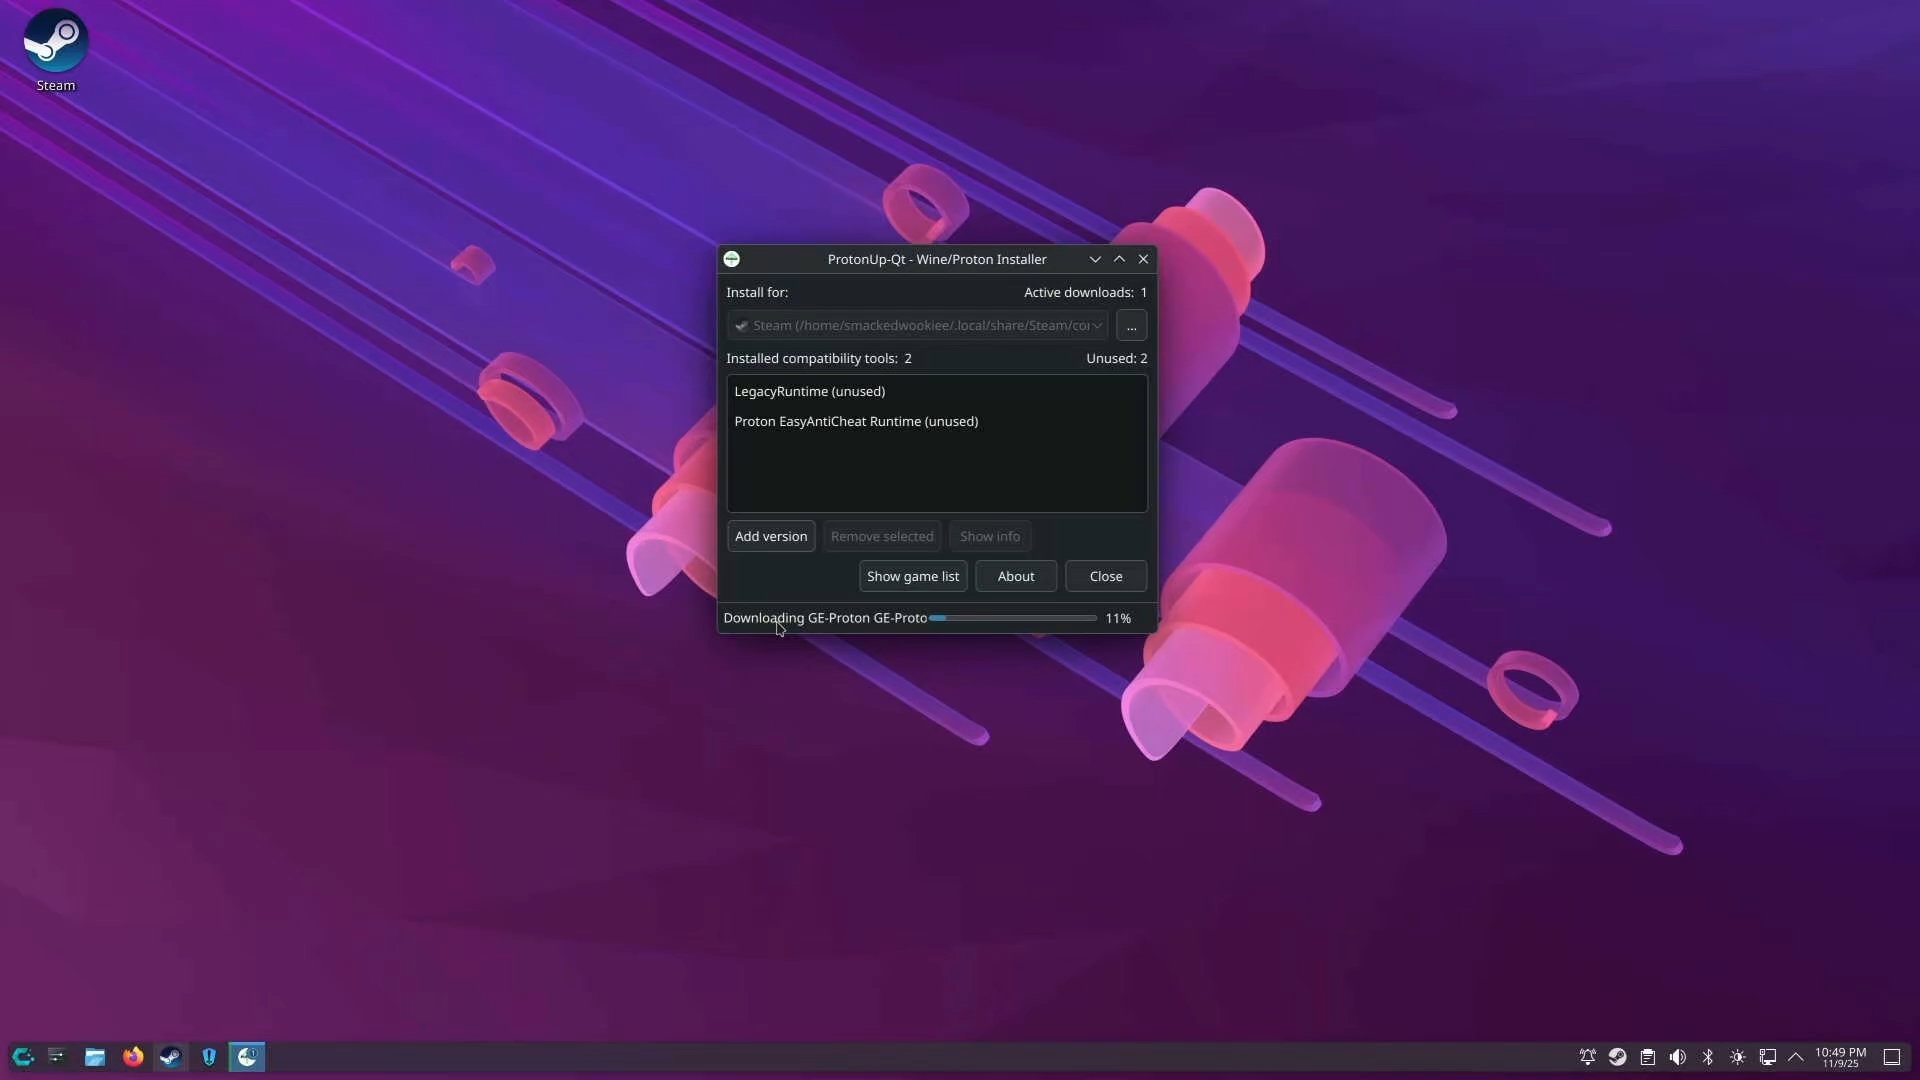 Steam
ProtonUp-Qt - Wine/Proton Installer
Install for:
Active downloads: 1
Steam (/home/smackedwookiee/.local/share/Steam/co
...
Installed compatibility tools: 2
Unused: 2
LegacyRuntime (unused)
Proton EasyAntiCheat Runtime (unused)
Add version
Remove selected
Show info
Show game list
About
Close
Downloading GE-Proton GE-Proto
11%
10:49 PM
11/9/25